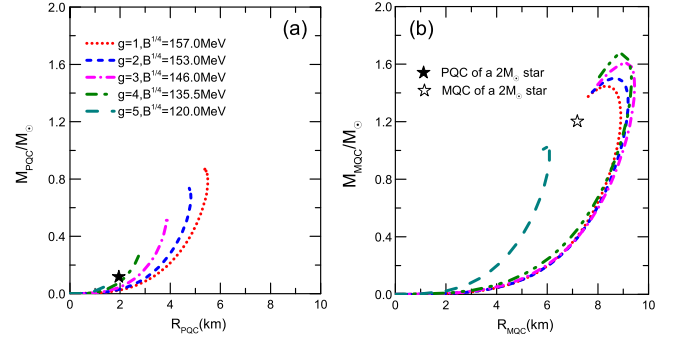 (a)
g=1,B^1/4=157.0MeV
g=2,B^1/4=153.0MeV
g=3,B^1/4=146.0MeV
g=4,B^1/4=135.5MeV
g=5,B^1/4=120.0MeV
M_PQC/M_☉
2.0
1.6
1.2
0.8
0.4
0.0
0 2 4 6 8 10
R_PQC(km)
(b)
PQC of a 2M_☉ star
MQC of a 2M_☉ star
M_MQC/M_☉
2.0
1.6
1.2
0.8
0.4
0.0
0 2 4 6 8 10
R_MQC(km)